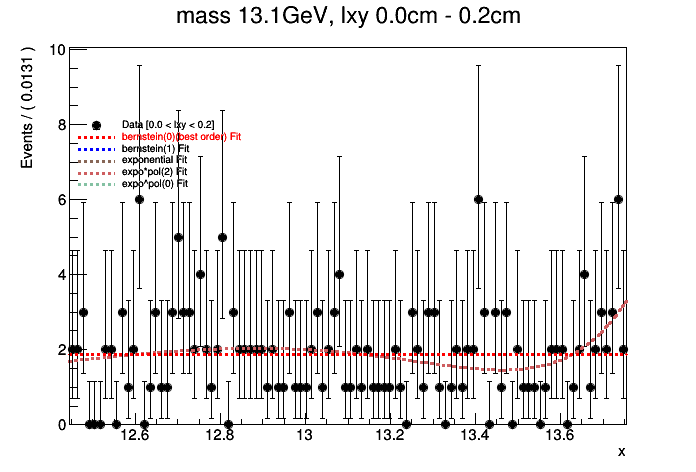 mass 13.1GeV, lxy 0.0cm - 0.2cm
Events / ( 0.0131 )
10
8
6
4
2
0
Data [0.0 < lxy < 0.2]
bernstein(0)(best order) Fit
bernstein(1) Fit
exponential Fit
expo*pol(2) Fit
expo^pol(0) Fit
12.6 12.8 13 13.2 13.4 13.6
x